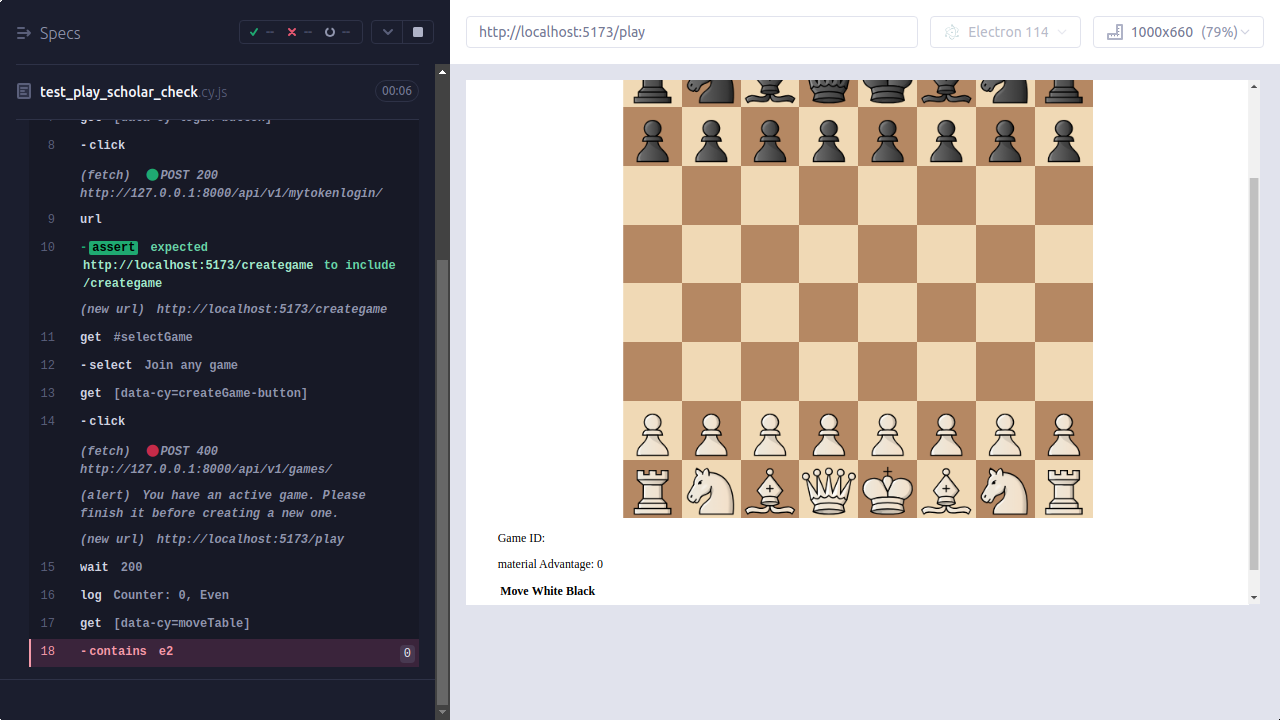 Specs
-- -- --
http://localhost:5173/play
Electron 114
1000x660 (79%)
test_play_scholar_check.cy.js
00:06
get [data-cy=login-button]
8 -click
(fetch) POST 200
http://127.0.0.1:8000/api/v1/mytokenlogin/
9 url
10 -assert expected
http://localhost:5173/creategame to include
/creategame
(new url) http://localhost:5173/creategame
11 get #selectGame
12 -select Join any game
13 get [data-cy=createGame-button]
14 -click
(fetch) POST 400
http://127.0.0.1:8000/api/v1/games/
(alert) You have an active game. Please
finish it before creating a new one.
(new url) http://localhost:5173/play
15 wait 200
16 log Counter: 0, Even
17 get [data-cy=moveTable]
18 -contains e2 0
Game ID:
material Advantage: 0
Move White Black